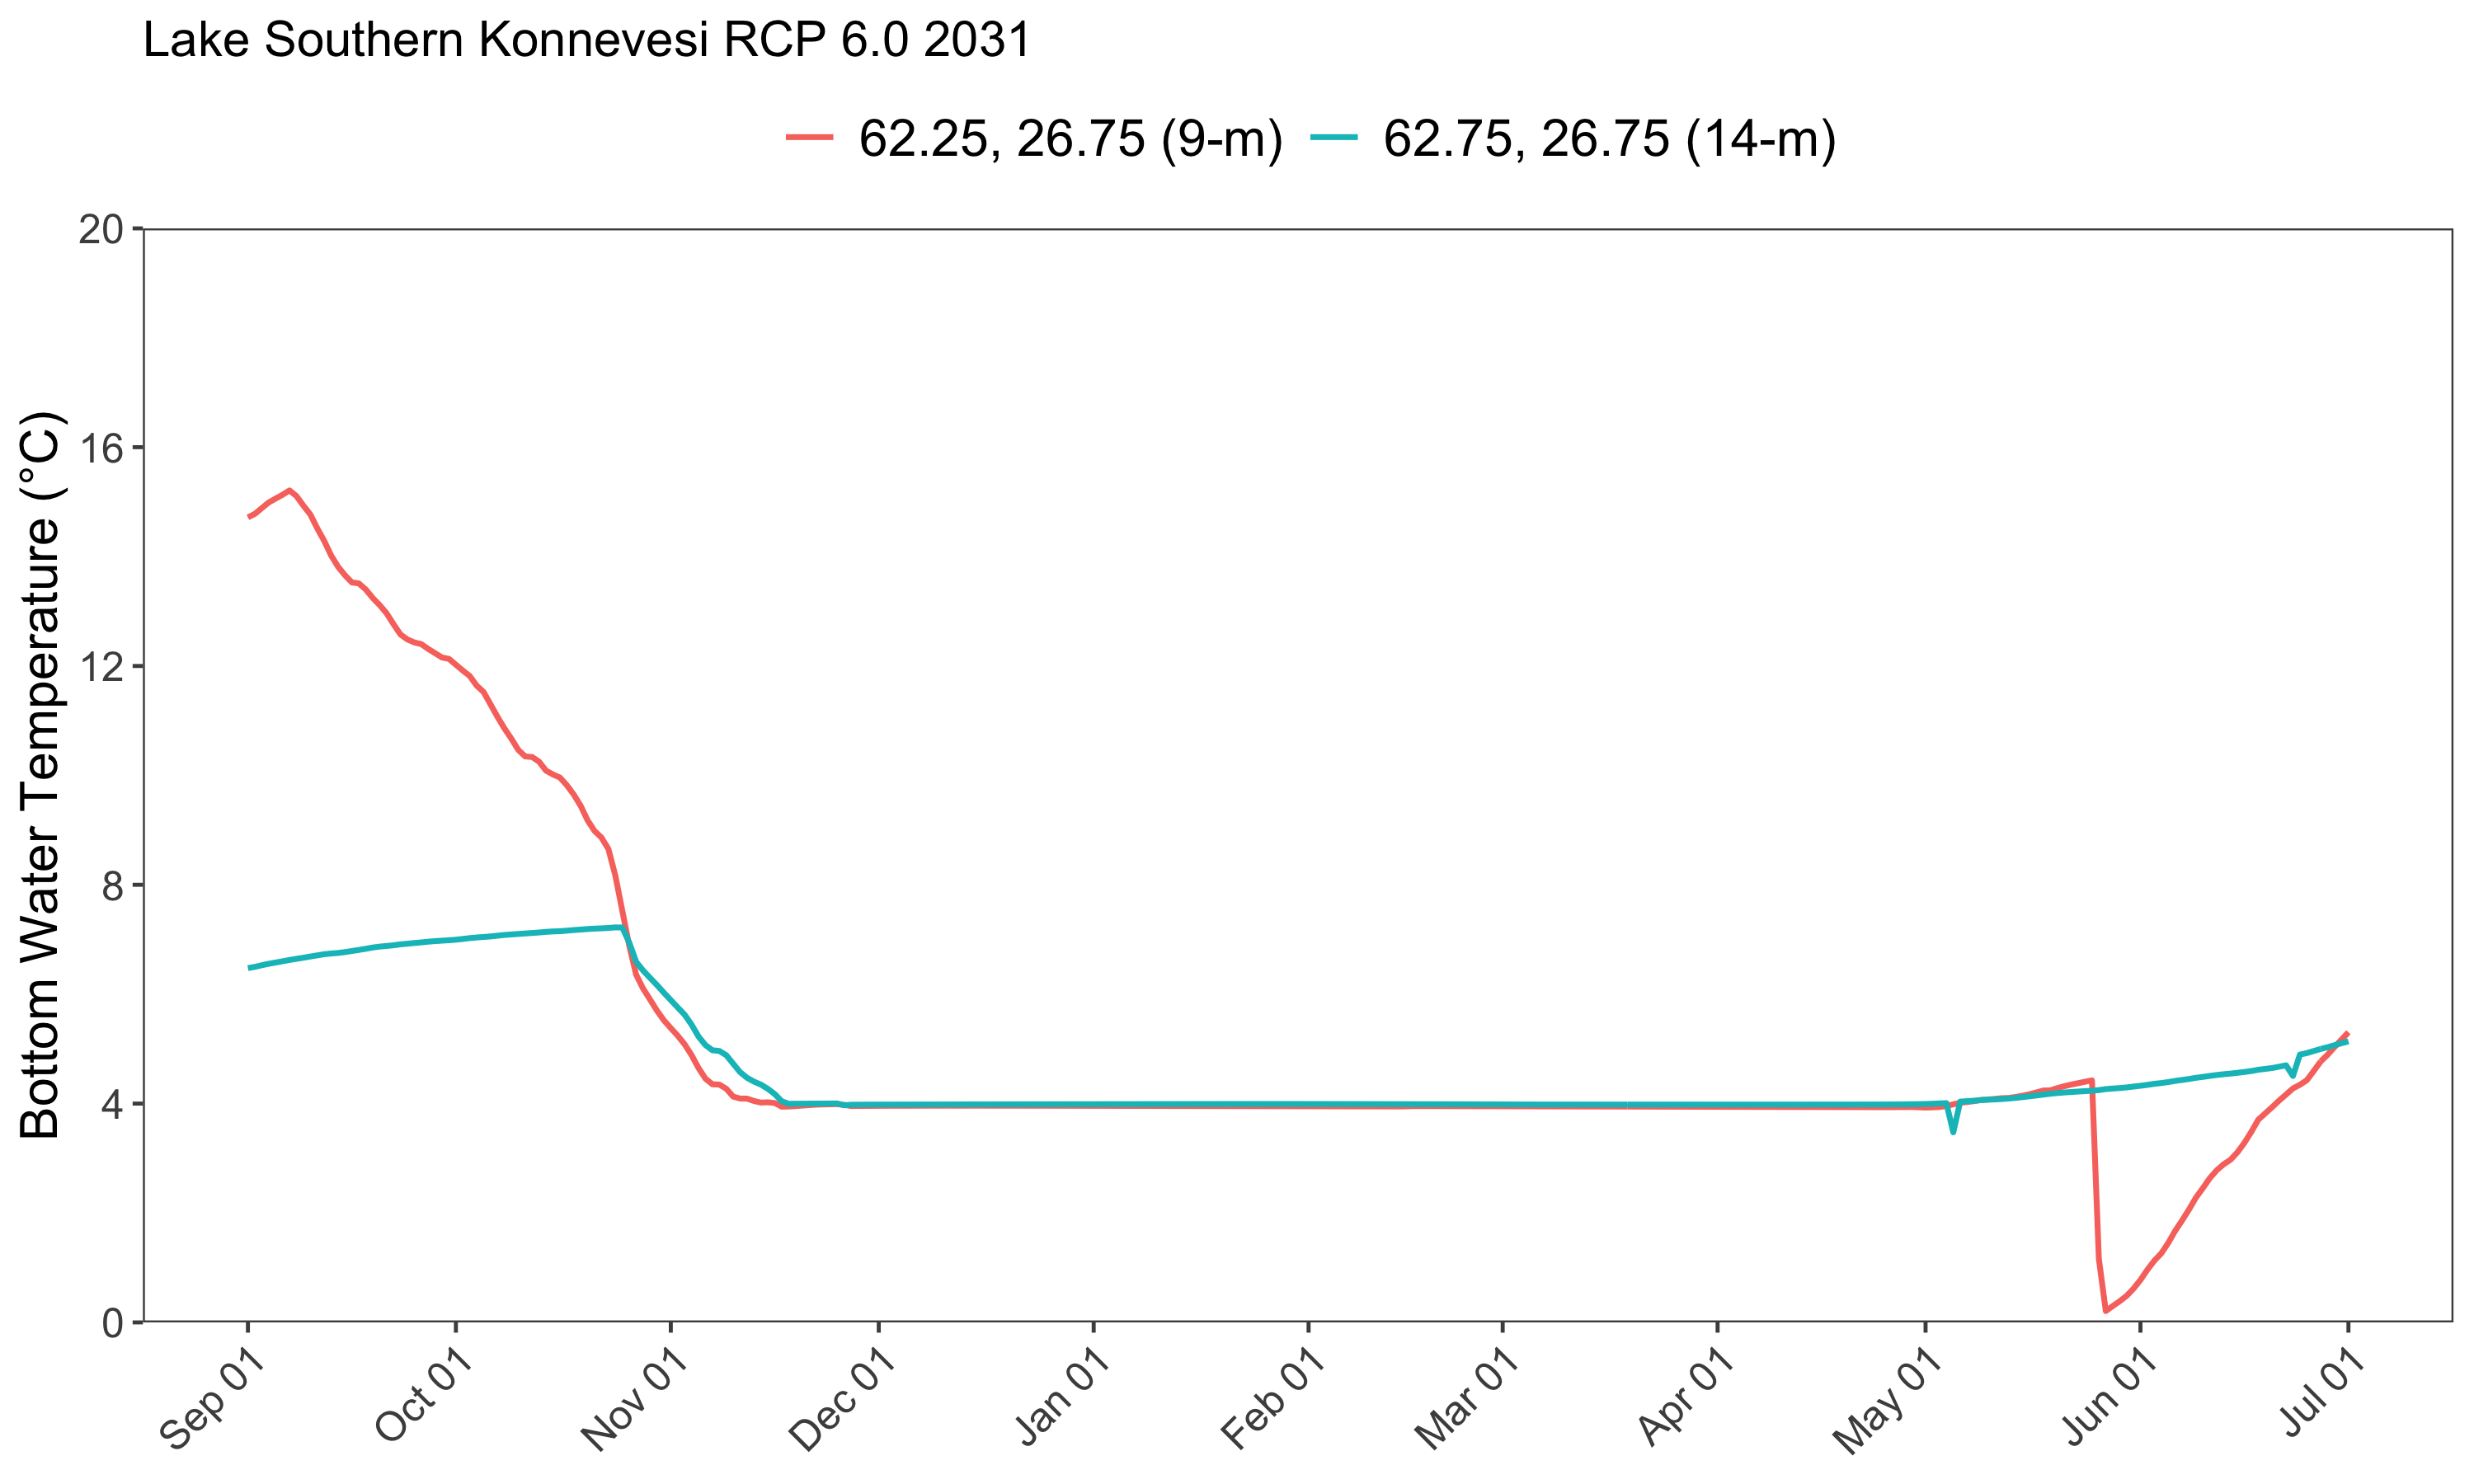 Lake Southern Konnevesi RCP 6.0 2031
62.25, 26.75 (9-m) 62.75, 26.75 (14-m)
Bottom Water Temperature (°C)
20
16
12
8
4
0
Sep 01 Oct 01 Nov 01 Dec 01 Jan 01 Feb 01 Mar 01 Apr 01 May 01 Jun 01 Jul 01